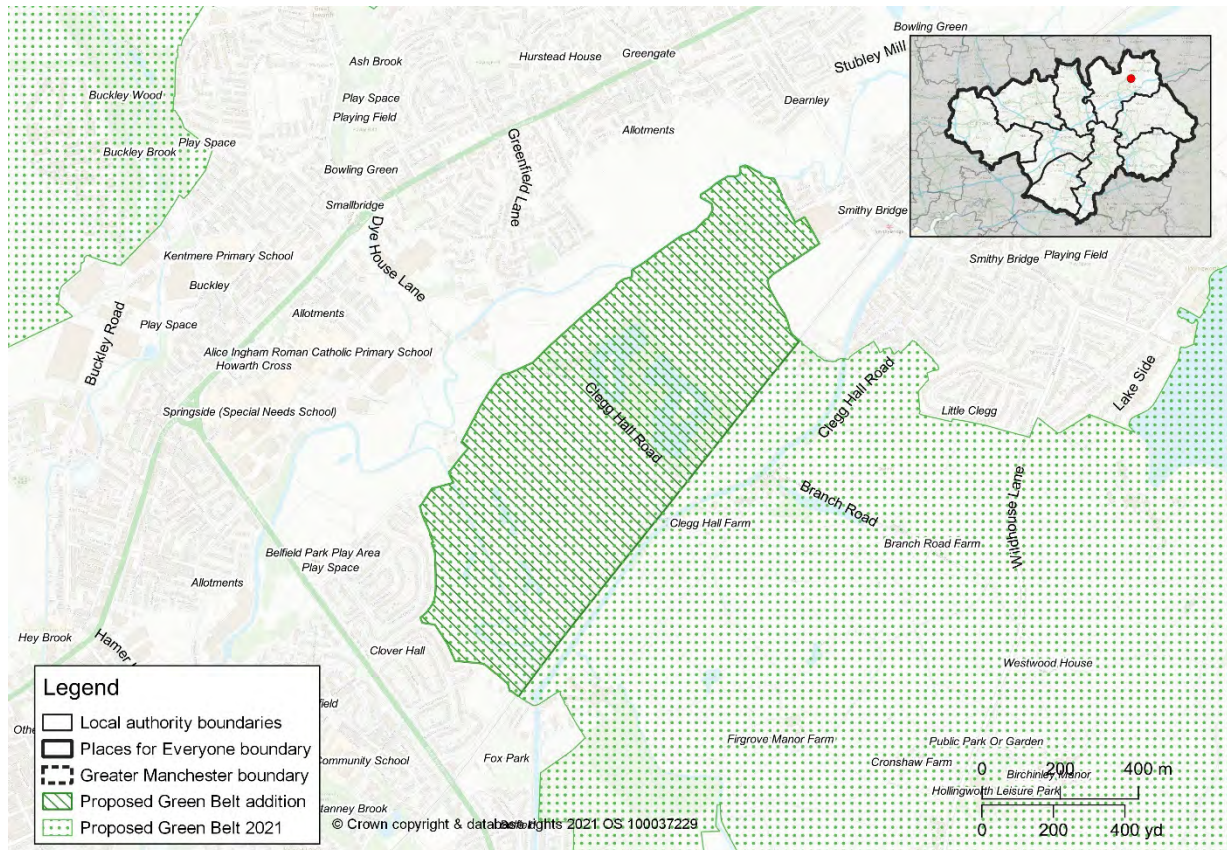 Bowling Green
Stubley Mill
Hurstead House
Greengate
Ash Brook
Buckley Wood
Play Space
Playing Field
Dearnley
Allotments
Buckley Brook
Play Space
Greenfield Lane
Bowling Green
Smallbridge
Smithy Bridge
Dye House Lane
Kentmere Primary School
Smithy Bridge
Playing Field
Buckley
Allotments
Play Space
Buckley Road
Alice Ingham Roman Catholic Primary School
Howarth Cross
Clegg Hall Road
Clegg Hall Road
Lake Side
Springside (Special Needs School)
Little Clegg
Branch Road
Wildhouse Lane
Clegg Hall Farm
Branch Road Farm
Belfield Park Play Area
Play Space
Allotments
Hey Brook
Clover Hall
Westwood House
Fox Park
Firgrove Manor Farm
Public Park Or Garden
Cronshaw Farm
Birchinley Manor
Hollingworth Leisure Park
Community School
Legend
Local authority boundaries
Places for Everyone boundary
Greater Manchester boundary
Proposed Green Belt addition
Proposed Green Belt 2021
© Crown copyright & database rights 2021 OS 100037229
0 200 400 m
0 200 400 yd